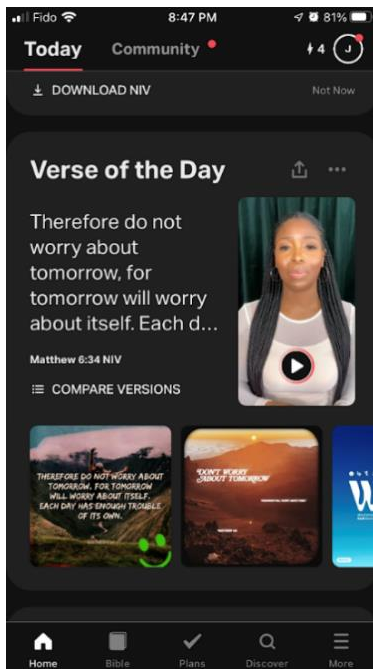 Fido 8:47 PM 81%
Today Community 4 J
DOWNLOAD NIV Not Now
Verse of the Day
Therefore do not
worry about
tomorrow, for
tomorrow will worry
about itself. Each d...
Matthew 6:34 NIV
COMPARE VERSIONS
THEREFORE DO NOT WORRY ABOUT
TOMORROW, FOR TOMORROW
WILL WORRY ABOUT ITSELF.
EACH DAY HAS ENOUGH TROUBLE
OF ITS OWN.
DON'T WORRY
ABOUT TOMORROW
W
Home Bible Plans Discover More